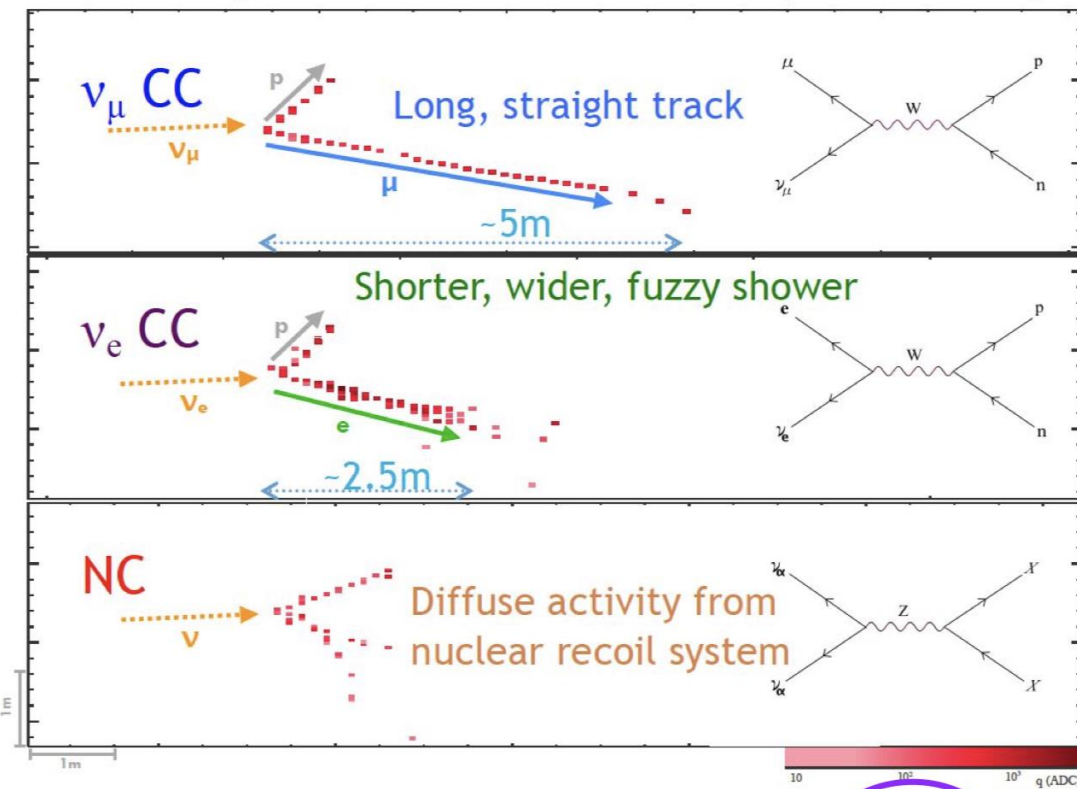 νμ CC
p
Long, straight track
νμ
μ
~5m
μ
p
W
νμ
n
Shorter, wider, fuzzy shower
νe CC
p
νe
e
~2.5m
e
p
W
νe
n
NC
ν
Diffuse activity from
nuclear recoil system
να
X
Z
να
X
1m
1m
10
10²
10³
q (ADC